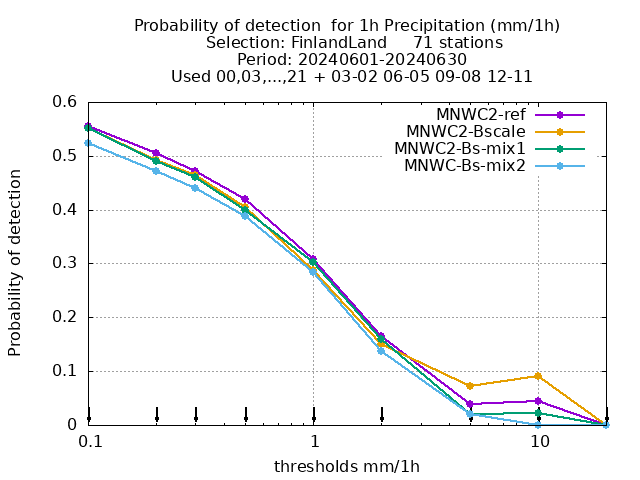 Probability of detection  for 1h Precipitation (mm/1h)
Selection: FinlandLand     71 stations
Period: 20240601-20240630
Used 00,03,...,21 + 03-02 06-05 09-08 12-11
MNWC2-ref
MNWC2-Bscale
MNWC2-Bs-mix1
MNWC-Bs-mix2
Probability of detection
0.6
0.5
0.4
0.3
0.2
0.1
0
0.1 1 10
thresholds mm/1h